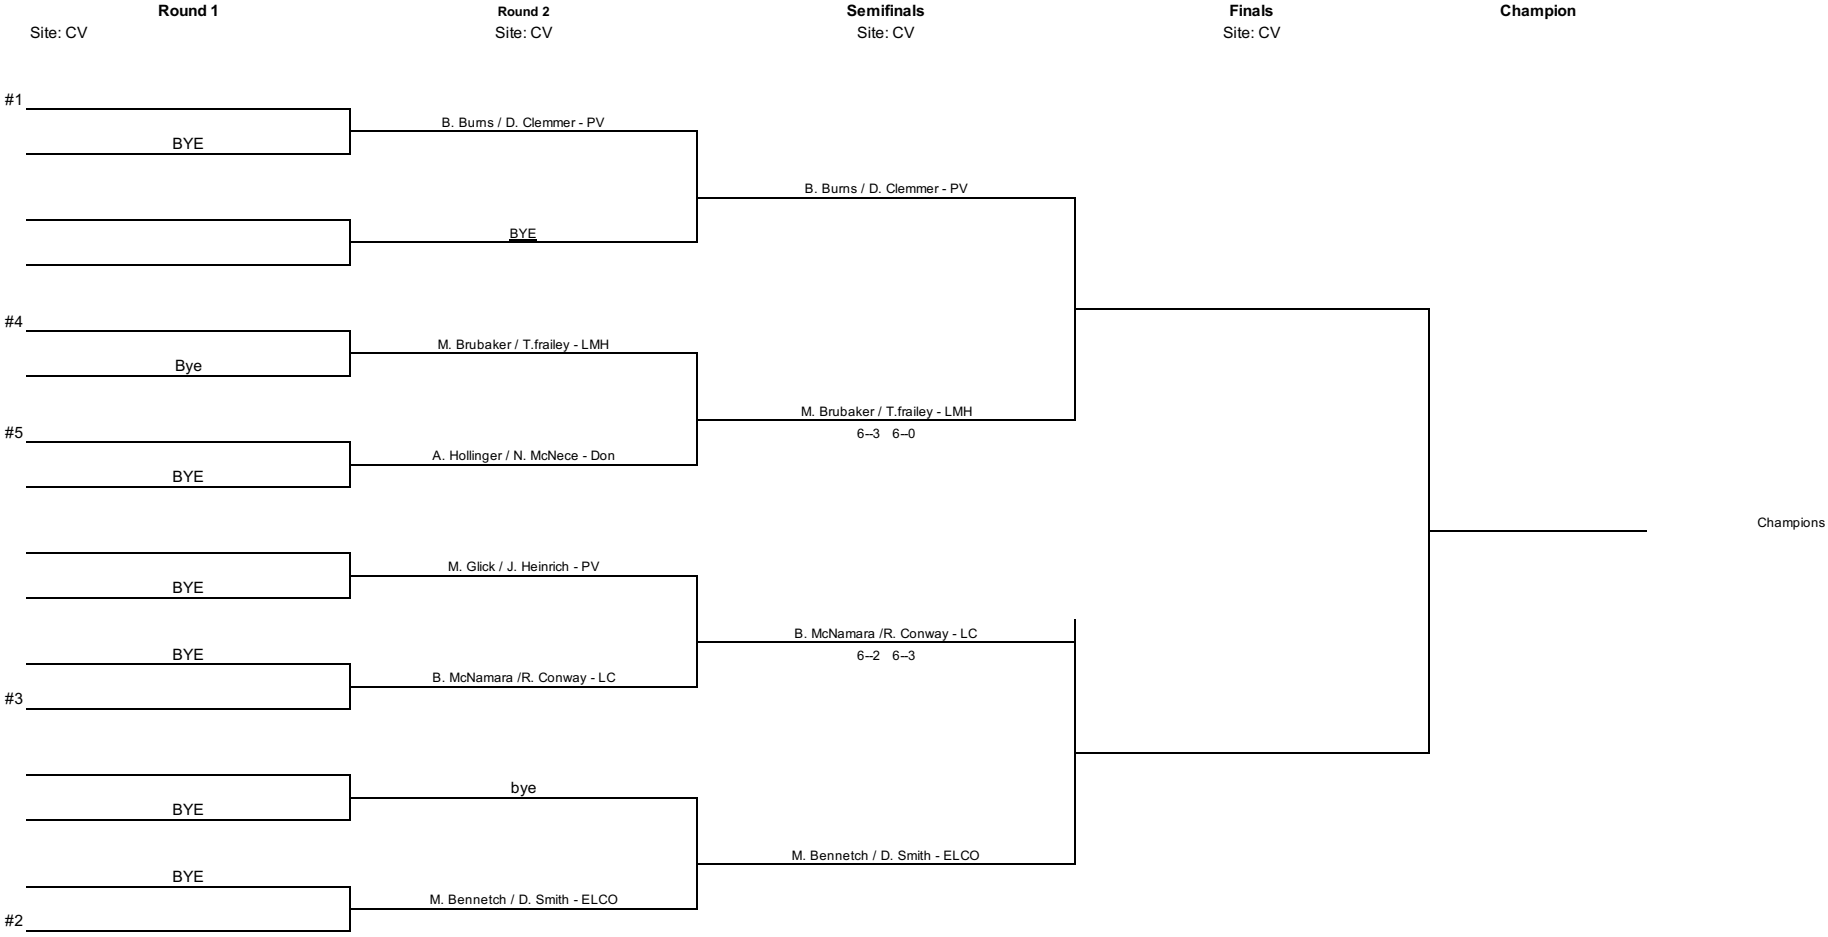 Round 1 Round 2 Semifinals Finals Champion
Site: CV Site: CV Site: CV Site: CV
#1
B. Burns / D. Clemmer - PV
BYE
B. Burns / D. Clemmer - PV
BYE
#4
M. Brubaker / T.frailey - LMH
Bye
M. Brubaker / T.frailey - LMH
#5
6--3 6--0
A. Hollinger / N. McNece - Don
BYE
Champions
M. Glick / J. Heinrich - PV
BYE
B. McNamara /R. Conway - LC
BYE
6--2 6--3
B. McNamara /R. Conway - LC
#3
bye
BYE
M. Bennetch / D. Smith - ELCO
BYE
M. Bennetch / D. Smith - ELCO
#2